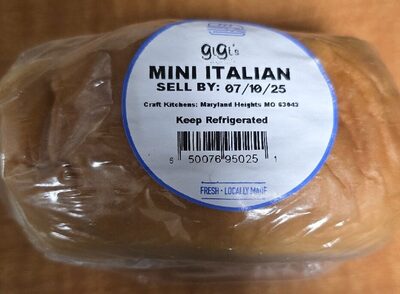 gigi's
MINI ITALIAN
SELL BY: 07/10/25
Craft Kitchens: Maryland Heights MO 63043
Keep Refrigerated
6 50076 95025 1
FRESH • LOCALLY MADE